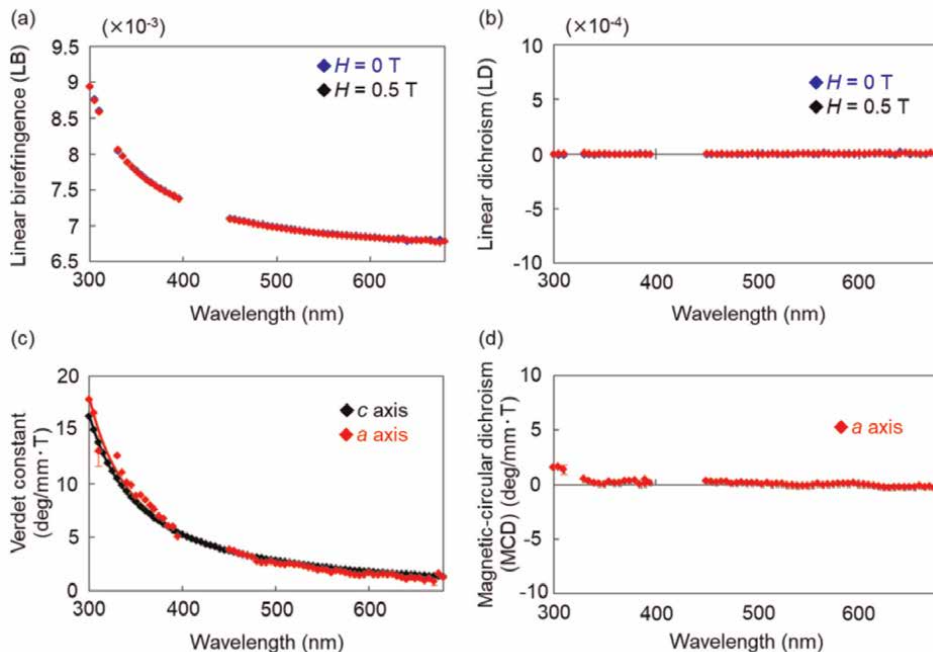 (a)
(×10⁻³)
Linear birefringence (LB)
9.5
9
8.5
8
7.5
7
6.5
300
400
500
600
Wavelength (nm)
H = 0 T
H = 0.5 T
(b)
(×10⁻⁴)
Linear dichroism (LD)
10
5
0
-5
-10
300
400
500
600
Wavelength (nm)
H = 0 T
H = 0.5 T
(c)
Verdet constant
(deg/mm·T)
20
15
10
5
0
300
400
500
600
Wavelength (nm)
c axis
a axis
(d)
Magnetic-circular dichroism
(MCD) (deg/mm·T)
10
5
0
-5
-10
300
400
500
600
Wavelength (nm)
a axis